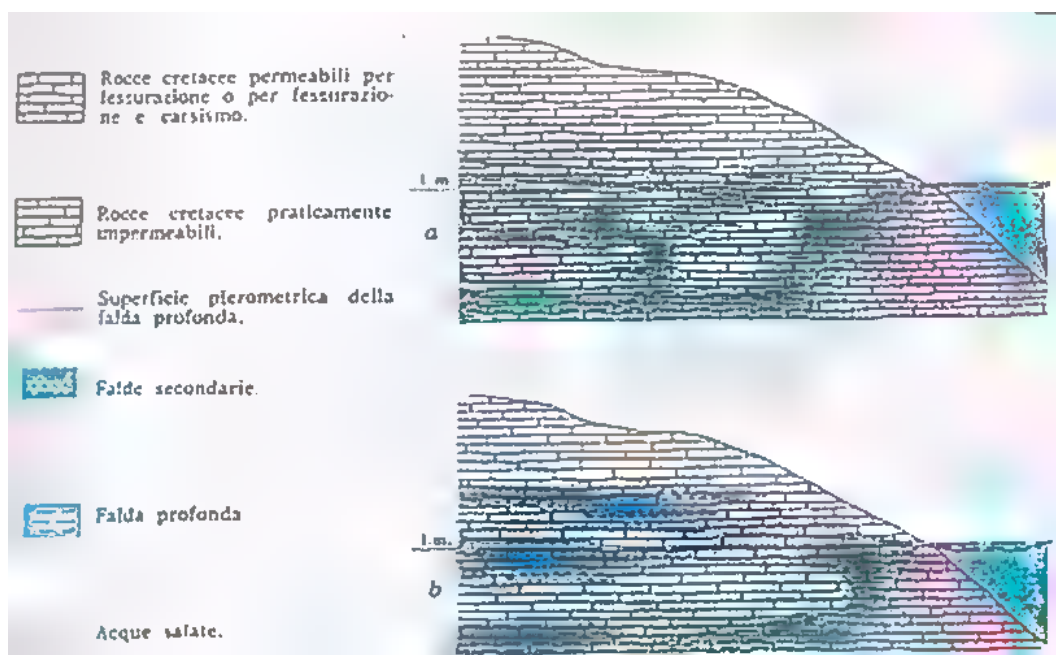 Rocce cretacee permeabili per
fessurazione o per fessurazio-
ne e carsismo.
Rocce cretacee praticamente
impermeabili.
Superficie piezometrica della
falda profonda.
Falde secondarie.
Falda profonda
Acque salate.
l. m.
a
l. m.
b